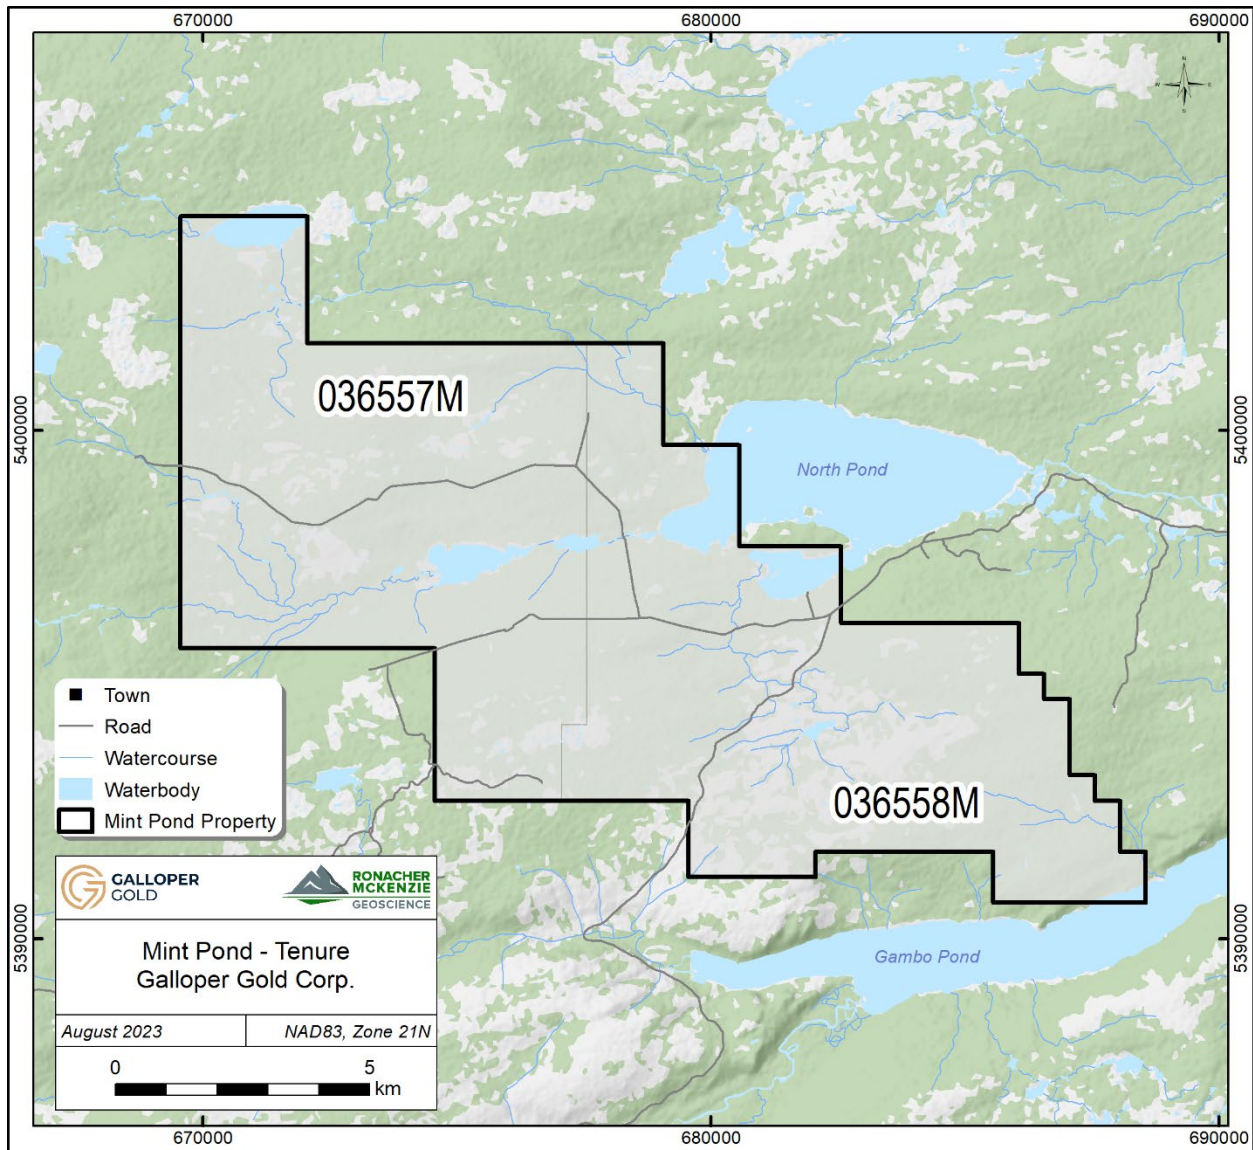 670000
680000
690000
N
W
E
S
036557M
5400000
5400000
North Pond
Town
Road
Watercourse
Waterbody
Mint Pond Property
036558M
GALLOPER
GOLD
RONACHER
MCKENZIE
GEOSCIENCE
Mint Pond - Tenure
Galloper Gold Corp.
5390000
5390000
Gambo Pond
August 2023
NAD83, Zone 21N
0
5
km
670000
680000
690000